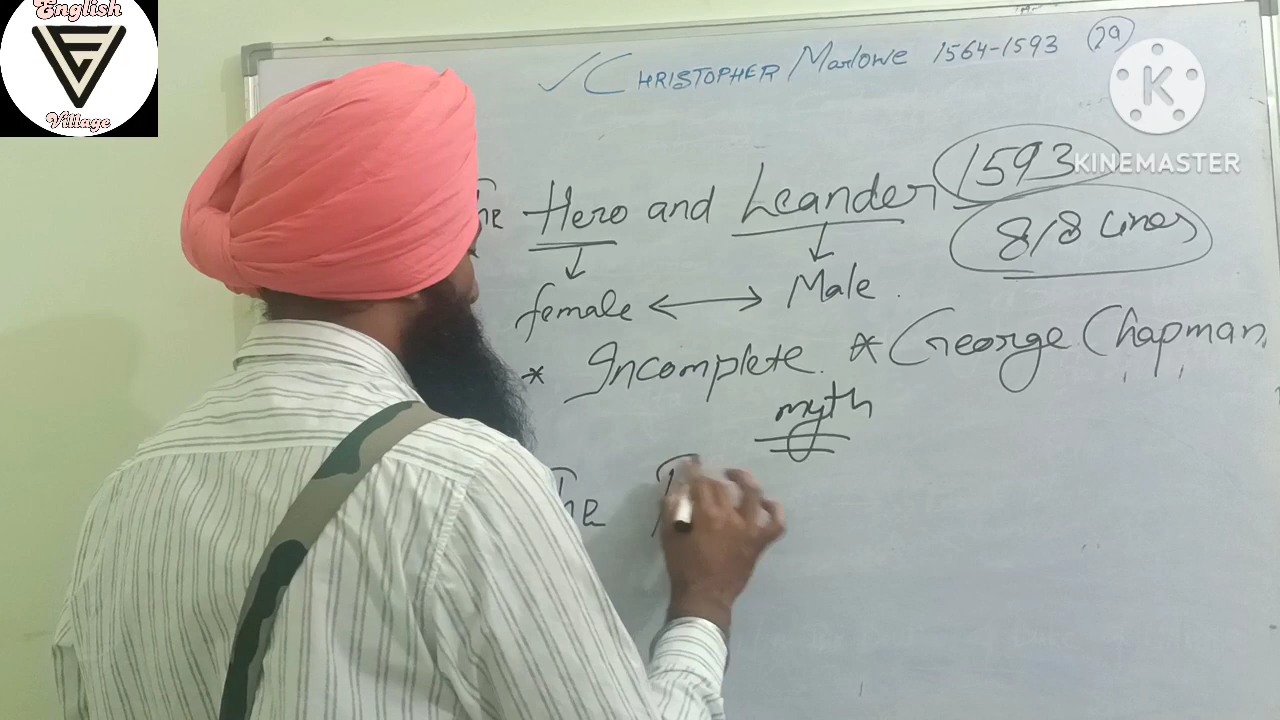 English
Village
✓ CHRISTOPHER Marlowe 1564-1593 29
K
KINEMASTER
The Hero and Leander 1593
818 Lines
female ↔ Male.
* Incomplete. * George Chapman,
myth
The